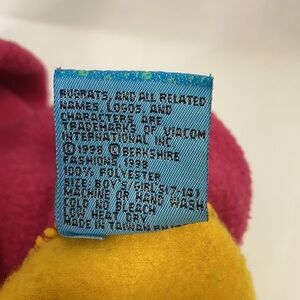 RUGRATS, AND ALL RELATED
NAMES, LOGOS, AND
CHARACTERS ARE
TRADEMARKS OF VIACOM
INTERNATIONAL INC.
©1998 ©BERKSHIRE
FASHIONS, 1998
100% POLYESTER
SIZE: BOY'S/GIRL'S(7-14)
MACHINE OR HAND WASH
COLD NO BLEACH
LOW HEAT DRY
MADE IN TAIWAN